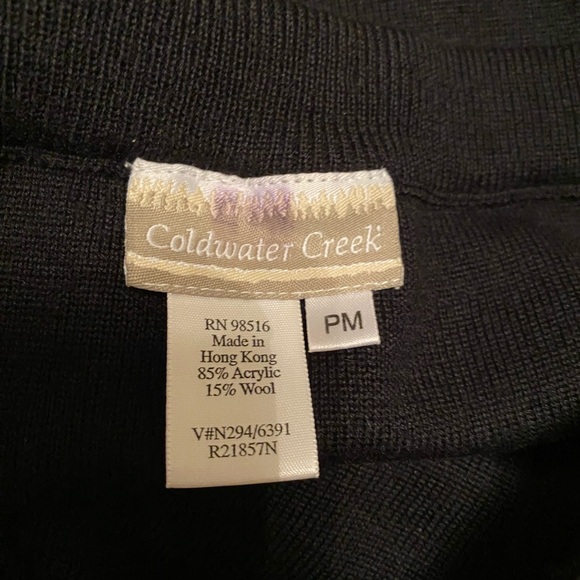 Coldwater Creek
PM
RN 98516
Made in
Hong Kong
85% Acrylic
15% Wool
V#N294/6391
R21857N